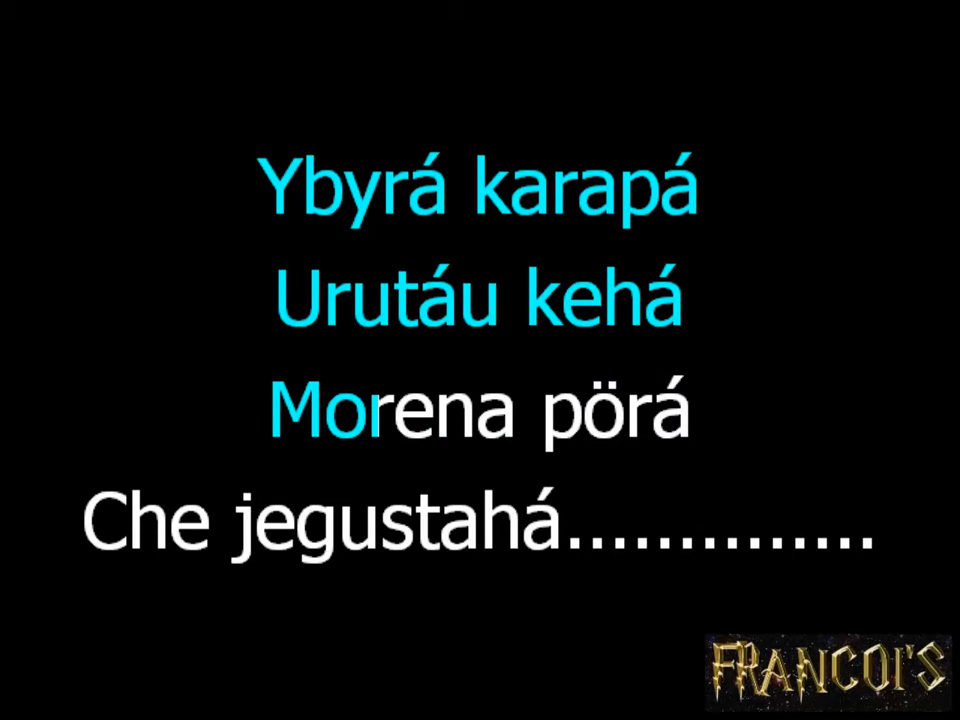 Ybyrá karapá
Urutáu kehá
Morena pörá
Che jegustahá..............
FRANCOI'S